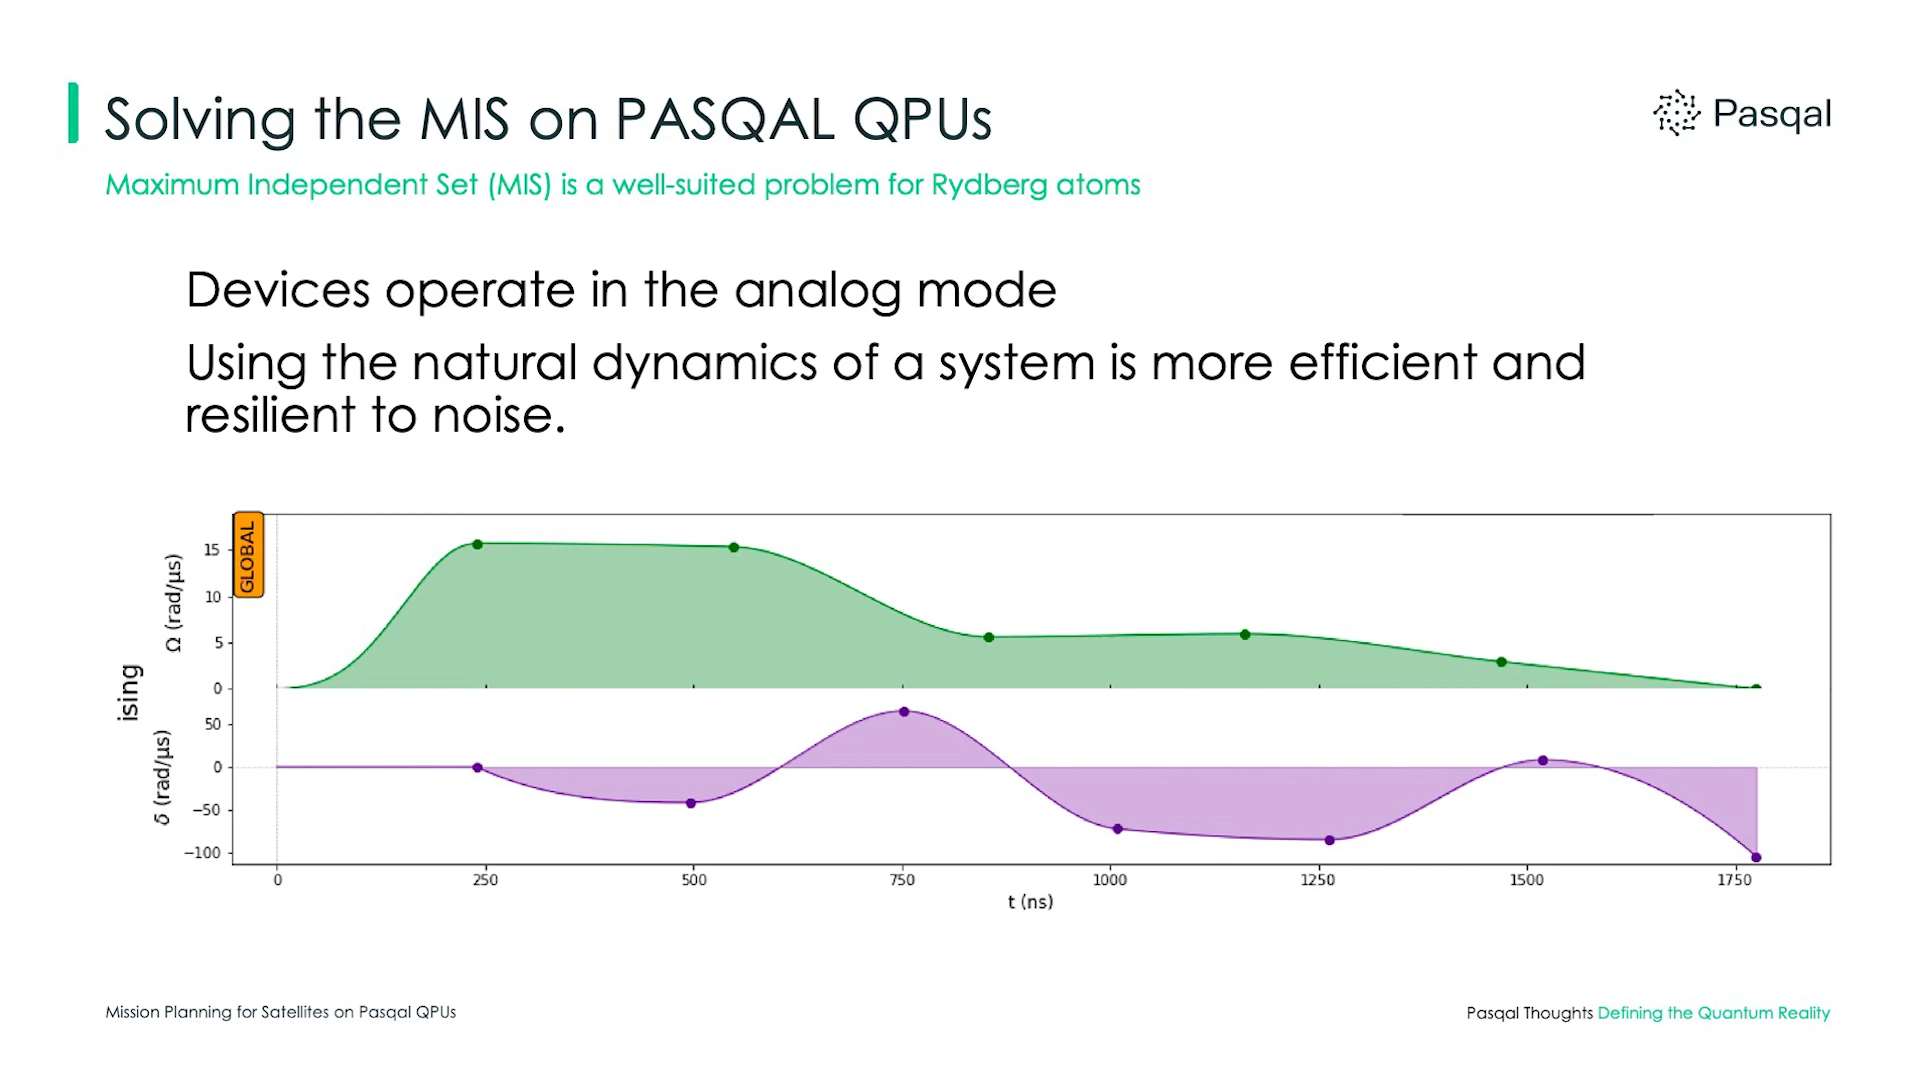 Solving the MIS on PASQAL QPUs
Pasqal
Maximum Independent Set (MIS) is a well-suited problem for Rydberg atoms
Devices operate in the analog mode
Using the natural dynamics of a system is more efficient and
resilient to noise.
GLOBAL
ising
Ω (rad/µs)
15
10
5
0
δ (rad/µs)
50
0
−50
−100
0 250 500 750 1000 1250 1500 1750
t (ns)
Mission Planning for Satellites on Pasqal QPUs
Pasqal Thoughts Defining the Quantum Reality